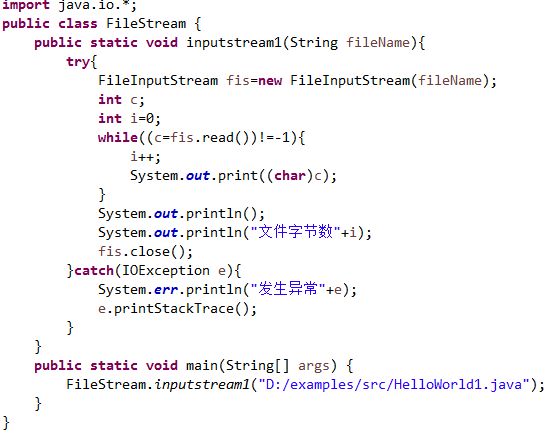 import java.io.*;
public class FileStream {
    public static void inputstream1(String fileName){
        try{
            FileInputStream fis=new FileInputStream(fileName);
            int c;
            int i=0;
            while((c=fis.read())!=-1){
                i++;
                System.out.print((char)c);
            }
            System.out.println();
            System.out.println("文件字节数"+i);
            fis.close();
        }catch(IOException e){
            System.err.println("发生异常"+e);
            e.printStackTrace();
        }
    }
    public static void main(String[] args) {
        FileStream.inputstream1("D:/examples/src/HelloWorld1.java");
    }
}